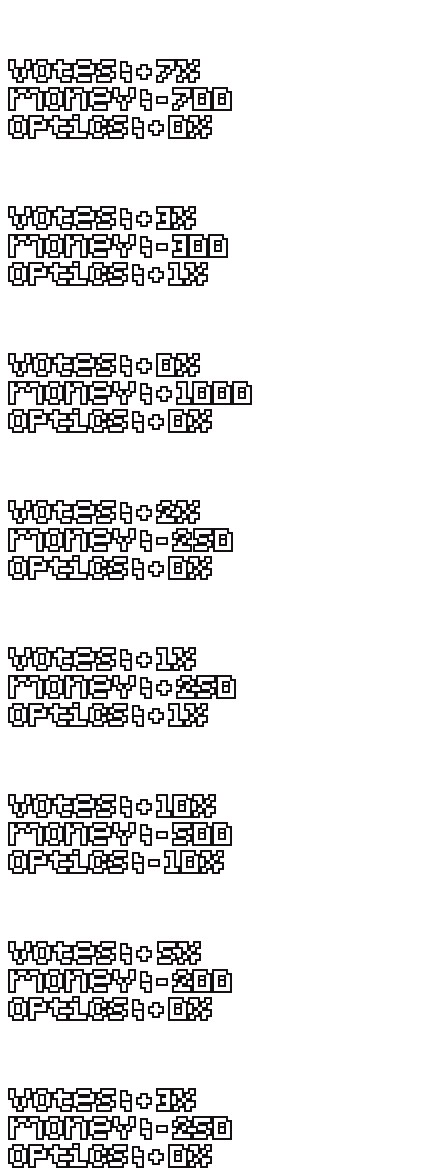 votes:+7%
money:-700
optics:+0%
votes:+3%
money:-300
optics:+1%
votes:+0%
money:+1000
optics:+0%
votes:+2%
money:-250
optics:+0%
votes:+1%
money:+250
optics:+1%
votes:+10%
money:-500
optics:-10%
votes:+5%
money:-200
optics:+0%
votes:+3%
money:-250
optics:+0%